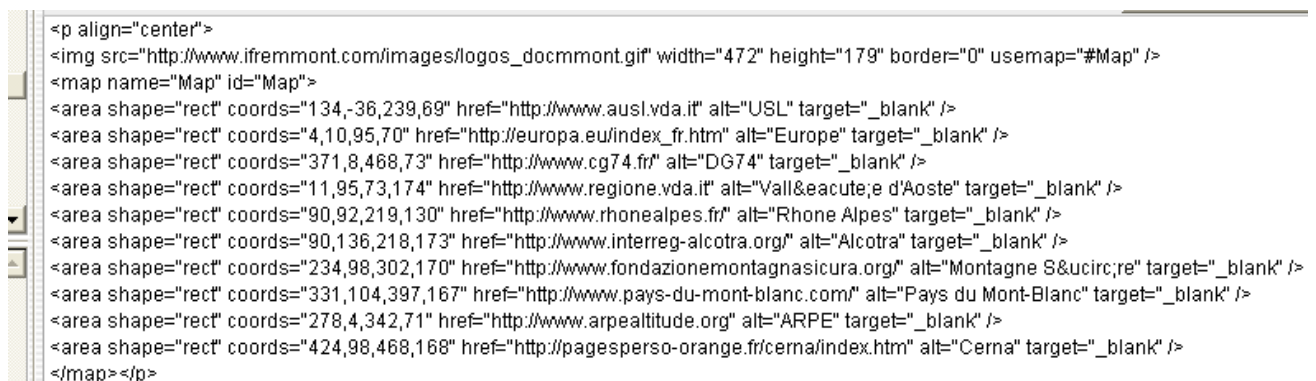 <p align="center">
<img src="http://www.ifremmont.com/images/logos_docmmont.gif" width="472" height="179" border="0" usemap="#Map" />
<map name="Map" id="Map">
<area shape="rect" coords="134,-36,239,69" href="http://www.ausl.vda.it" alt="USL" target="_blank" />
<area shape="rect" coords="4,10,95,70" href="http://europa.eu/index_fr.htm" alt="Europe" target="_blank" />
<area shape="rect" coords="371,8,468,73" href="http://www.cg74.fr/" alt="DG74" target="_blank" />
<area shape="rect" coords="11,95,73,174" href="http://www.regione.vda.it" alt="Vall&eacute;e d'Aoste" target="_blank" />
<area shape="rect" coords="90,92,219,130" href="http://www.rhonealpes.fr/" alt="Rhone Alpes" target="_blank" />
<area shape="rect" coords="90,136,218,173" href="http://www.interreg-alcotra.org/" alt="Alcotra" target="_blank" />
<area shape="rect" coords="234,98,302,170" href="http://www.fondazionemontagnasicura.org/" alt="Montagne S&ucirc;re" target="_blank" />
<area shape="rect" coords="331,104,397,167" href="http://www.pays-du-mont-blanc.com/" alt="Pays du Mont-Blanc" target="_blank" />
<area shape="rect" coords="278,4,342,71" href="http://www.arpealtitude.org" alt="ARPE" target="_blank" />
<area shape="rect" coords="424,98,468,168" href="http://pagesperso-orange.fr/cerna/index.htm" alt="Cerna" target="_blank" />
</map></p>